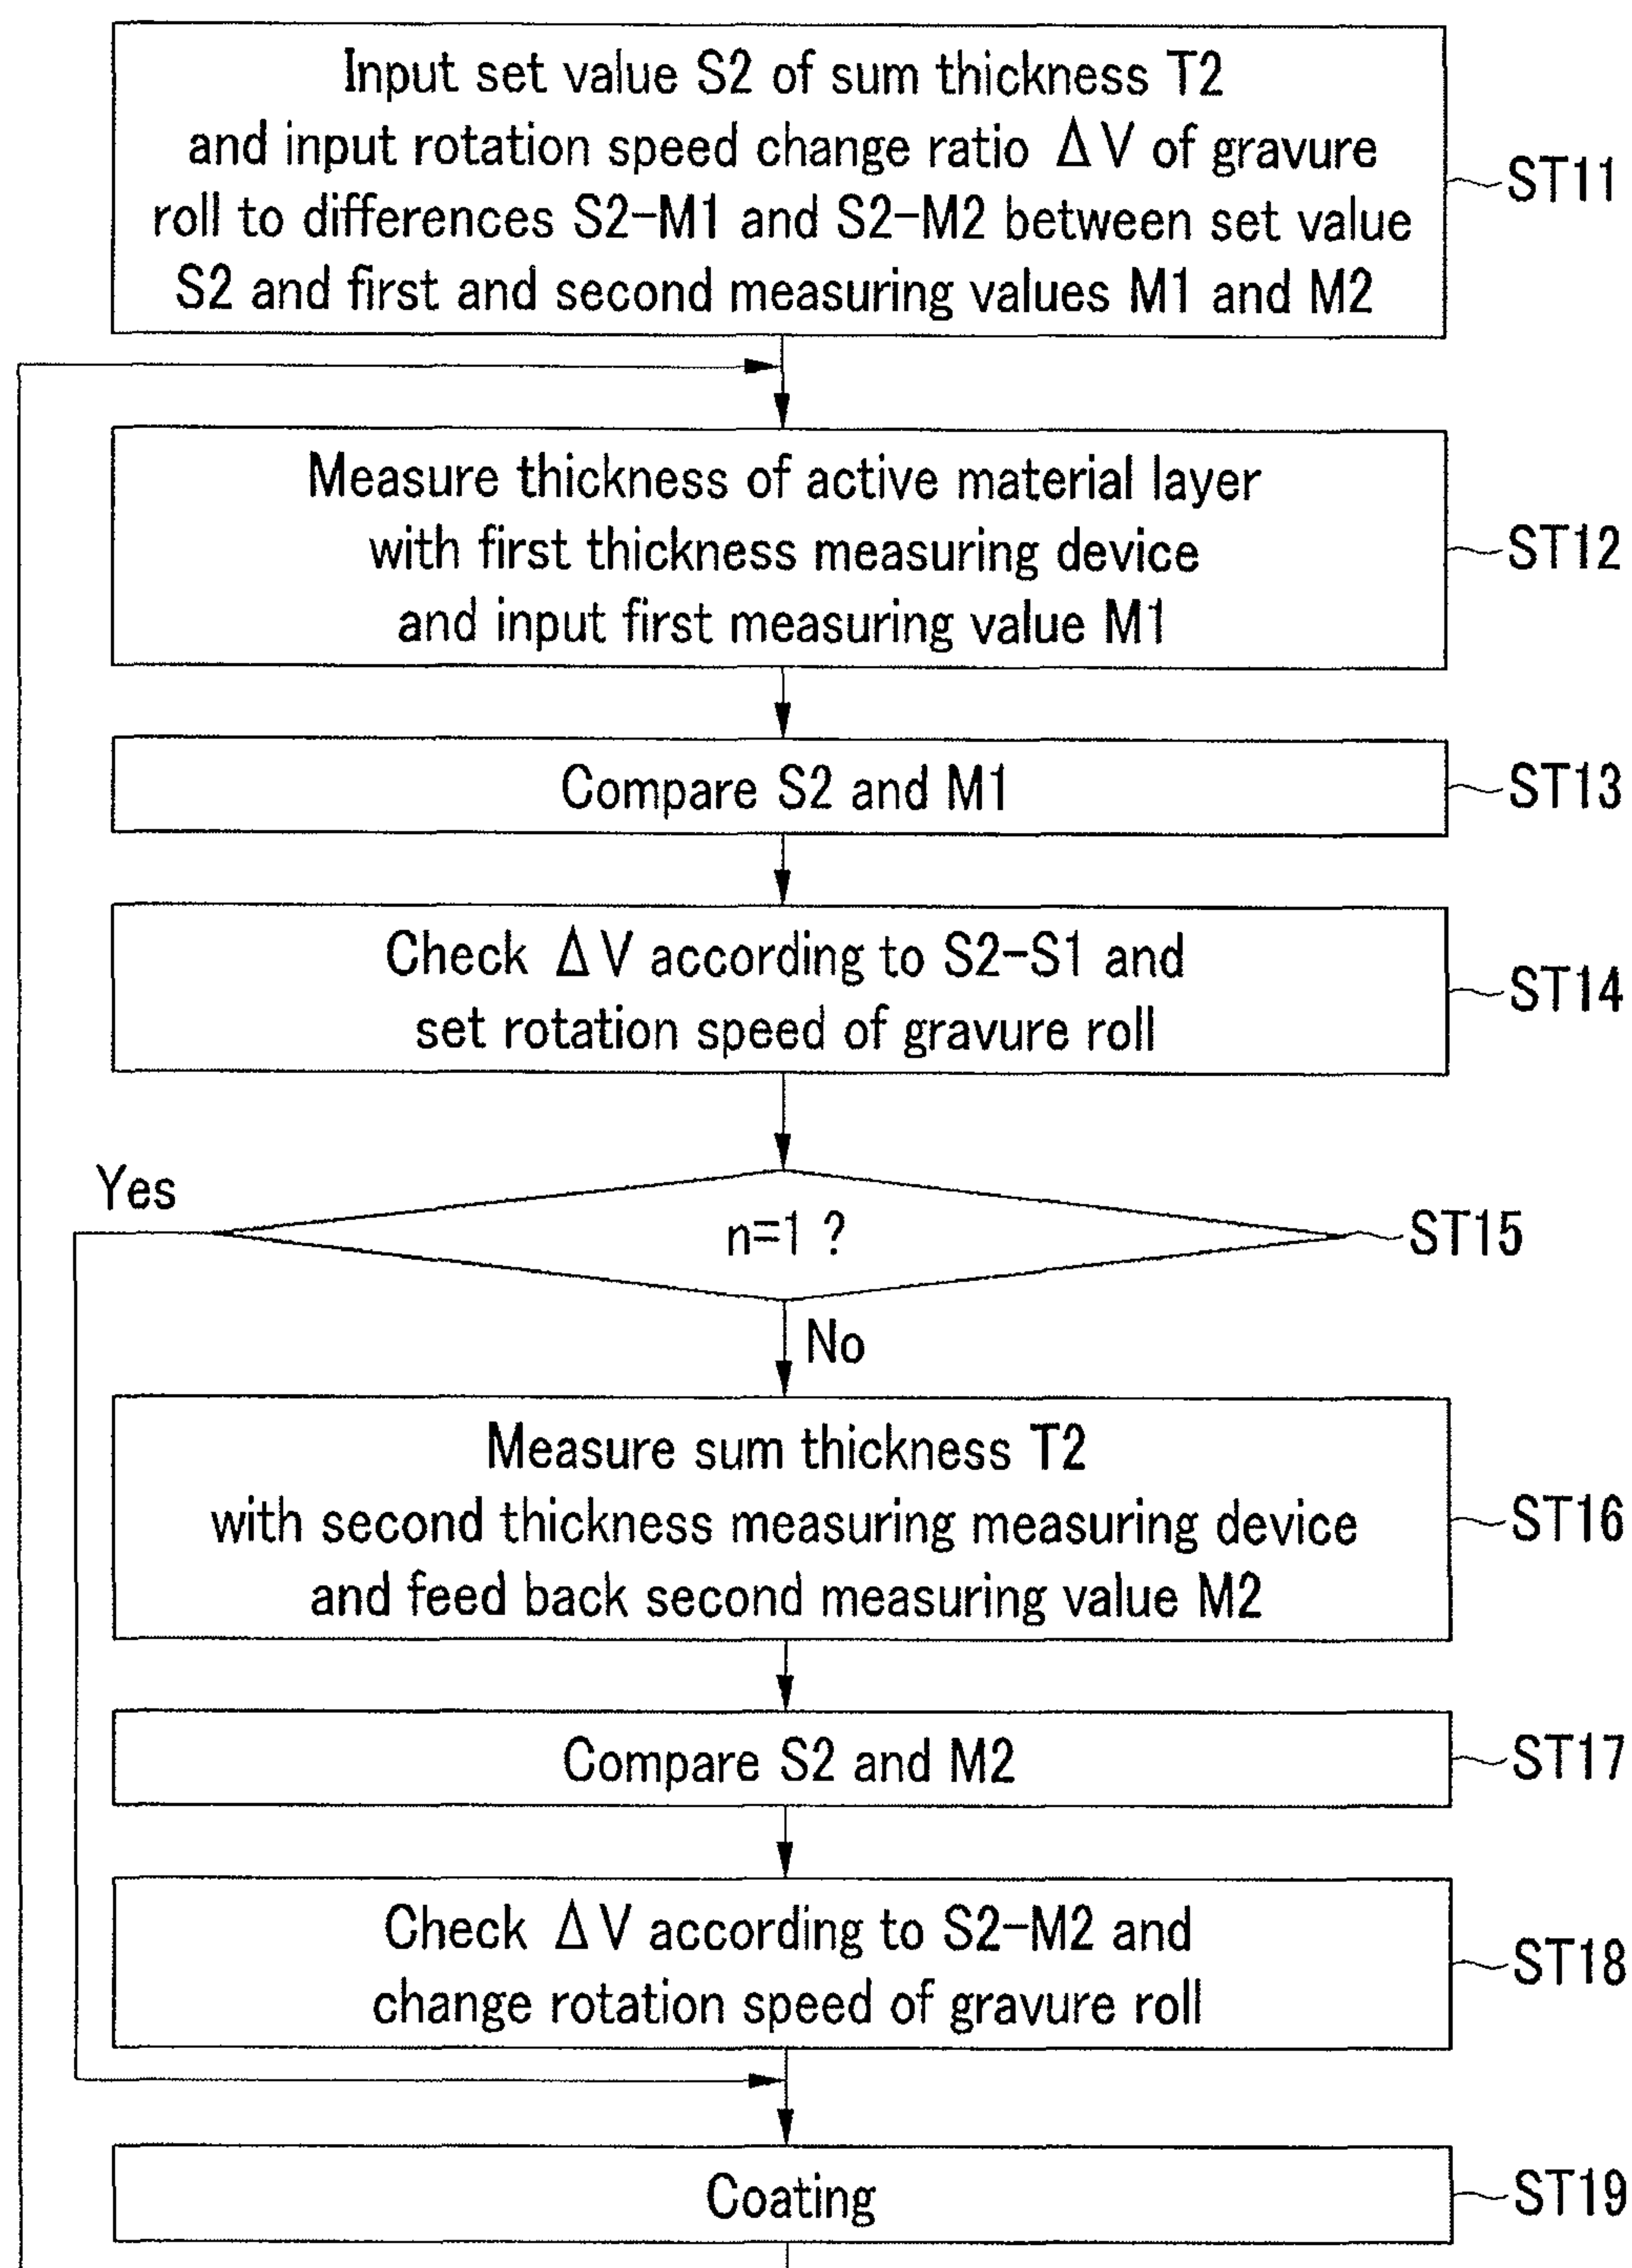 Input set value S2 of sum thickness T2
and input rotation speed change ratio ΔV of gravure
roll to differences S2-M1 and S2-M2 between set value
S2 and first and second measuring values M1 and M2
ST11
Measure thickness of active material layer
with first thickness measuring device
and input first measuring value M1
ST12
Compare S2 and M1
ST13
Check ΔV according to S2-S1 and
set rotation speed of gravure roll
ST14
Yes
n=1 ?
ST15
No
Measure sum thickness T2
with second thickness measuring measuring device
and feed back second measuring value M2
ST16
Compare S2 and M2
ST17
Check ΔV according to S2-M2 and
change rotation speed of gravure roll
ST18
Coating
ST19